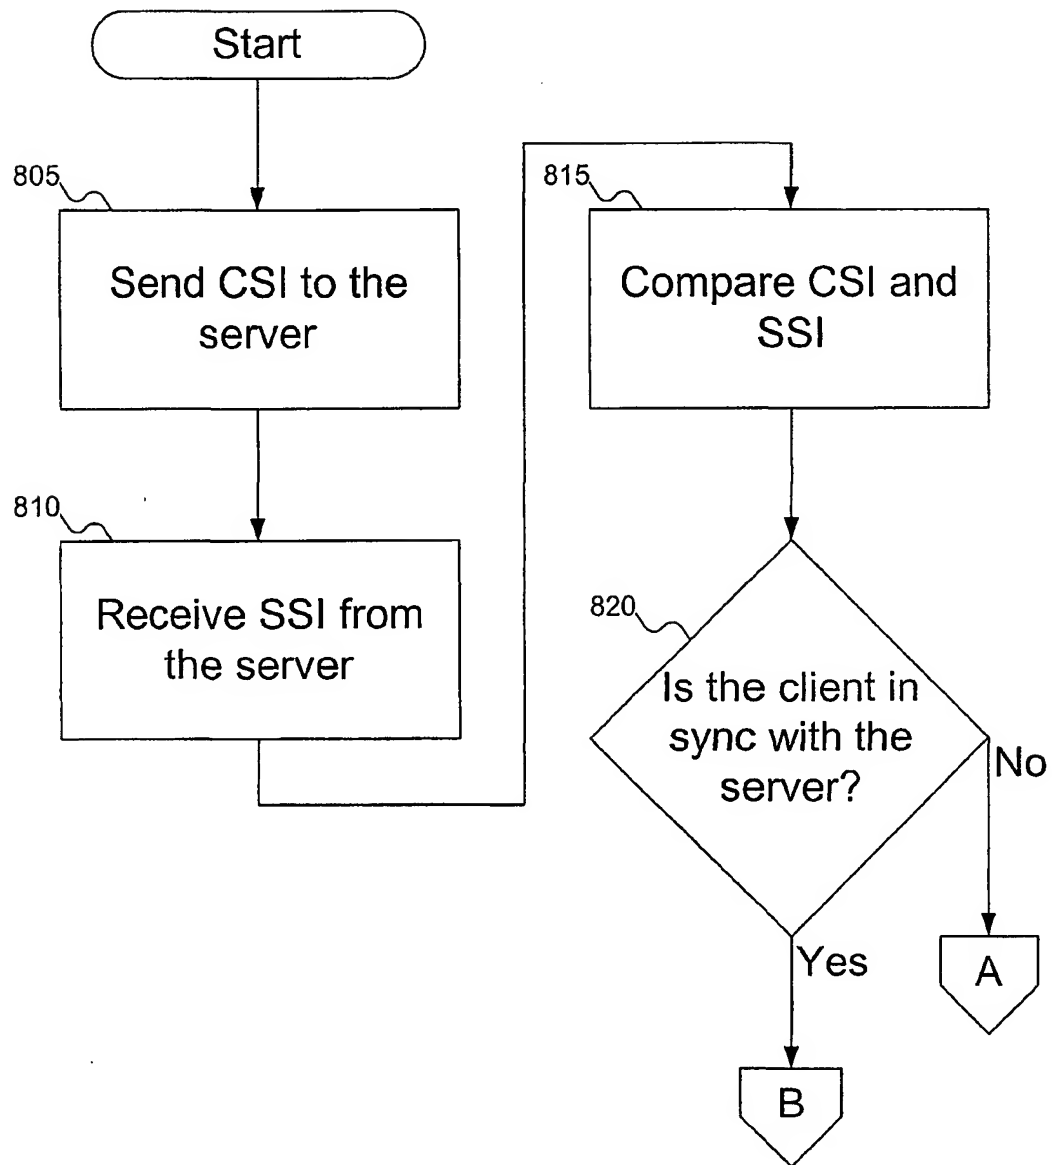 Start
805
Send CSI to the
server
810
Receive SSI from
the server
815
Compare CSI and
SSI
820
Is the client in
sync with the
server?
No
Yes
A
B